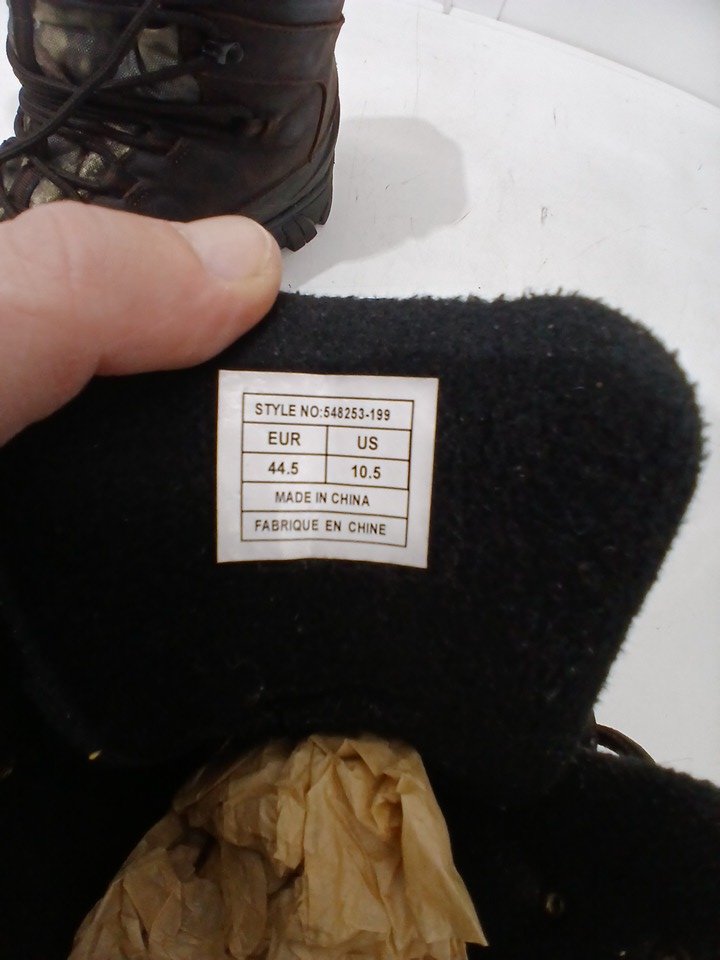 STYLE NO:548253-199
EUR US
44.5 10.5
MADE IN CHINA
FABRIQUE EN CHINE